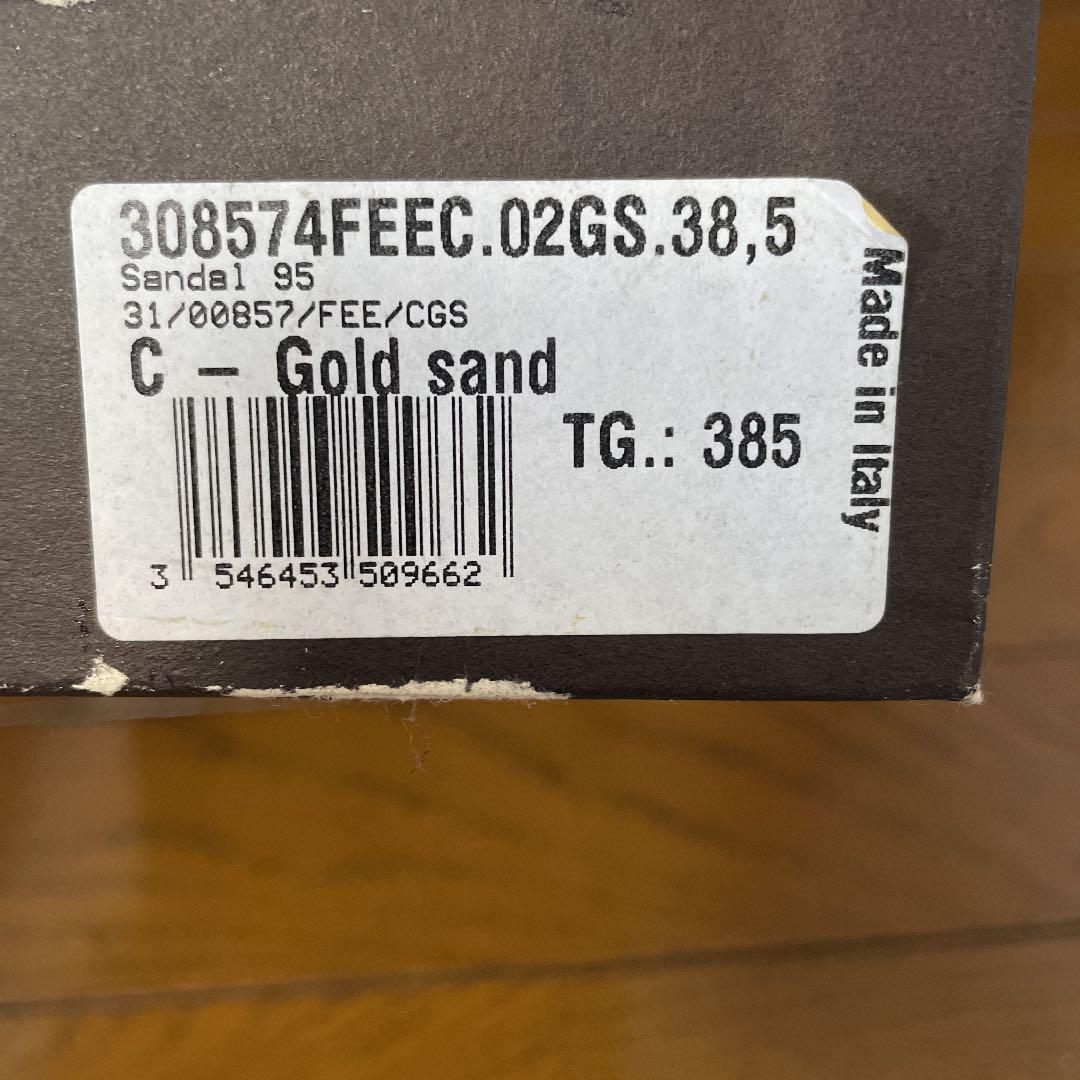 308574FEEC.02GS.38,5
Sandal 95
31/00857/FEE/CGS
C – Gold sand
TG.: 385
3 546453 509662
Made in Italy